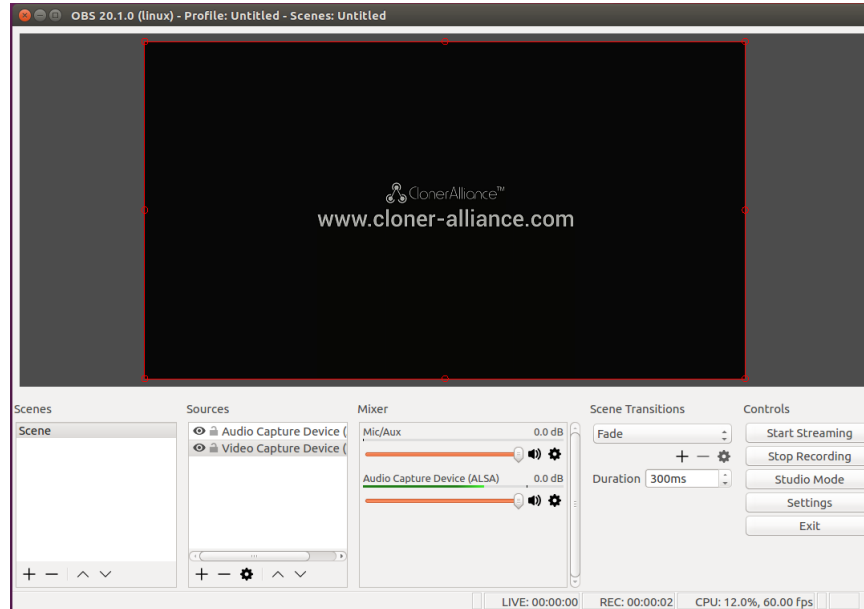 OBS 20.1.0 (linux) - Profile: Untitled - Scenes: Untitled
ClonerAlliance™
www.cloner-alliance.com
Scenes
Scene
Sources
Audio Capture Device (
Video Capture Device (
Mixer
Mic/Aux 0.0 dB
Audio Capture Device (ALSA) 0.0 dB
Scene Transitions
Fade
Duration 300ms
Controls
Start Streaming
Stop Recording
Studio Mode
Settings
Exit
LIVE: 00:00:00 REC: 00:00:02 CPU: 12.0%, 60.00 fps